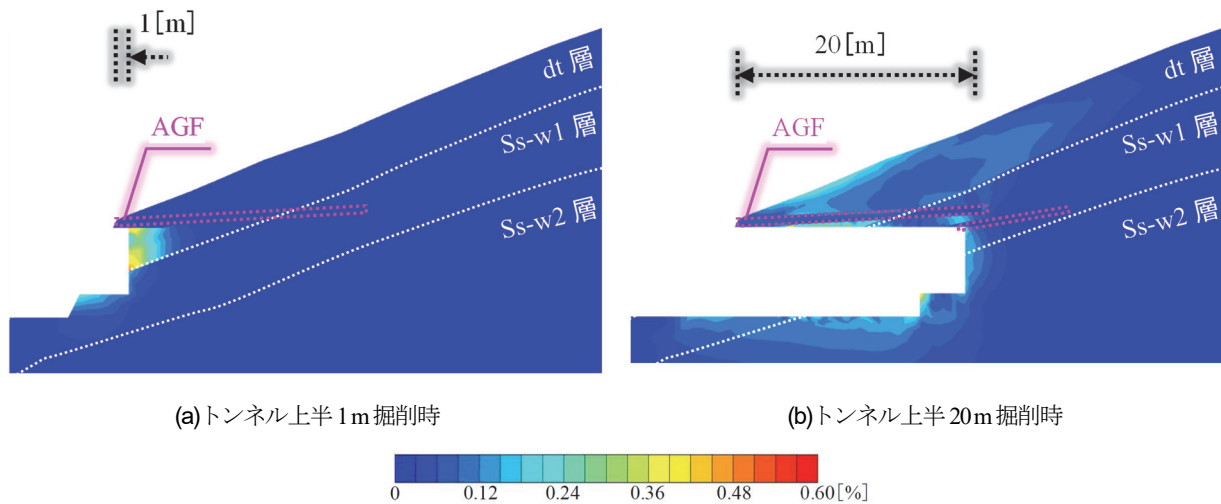 1[m]
AGF
dt 層
Ss-w1 層
Ss-w2 層
20[m]
AGF
dt 層
Ss-w1 層
Ss-w2 層
(a)トンネル上半1m掘削時
(b)トンネル上半20m掘削時
0 0.12 0.24 0.36 0.48 0.60[%]